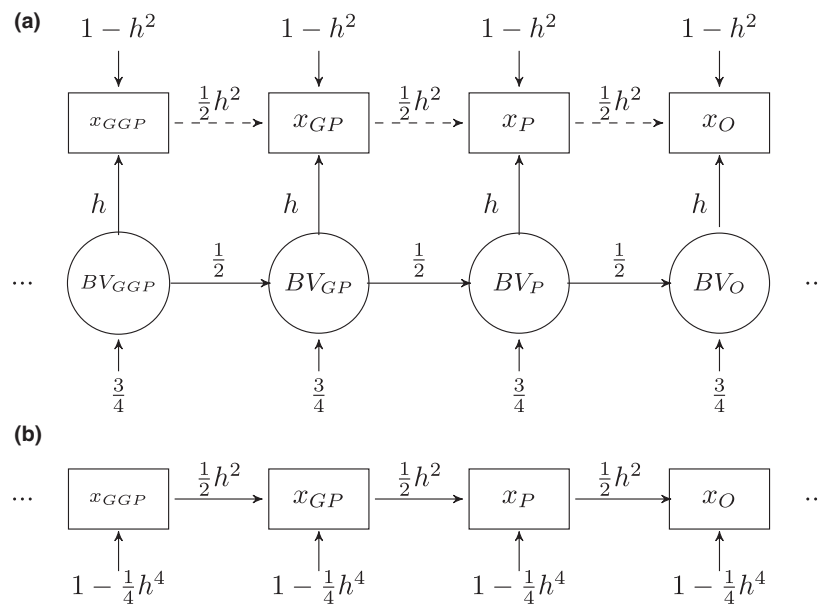 (a)
1 − h² 1 − h² 1 − h² 1 − h²
x_GGP ½h² x_GP ½h² x_P ½h² x_O
h h h h
... BV_GGP ½ BV_GP ½ BV_P ½ BV_O ..
¾ ¾ ¾ ¾
(b)
... x_GGP ½h² x_GP ½h² x_P ½h² x_O ..
1 − ¼h⁴ 1 − ¼h⁴ 1 − ¼h⁴ 1 − ¼h⁴